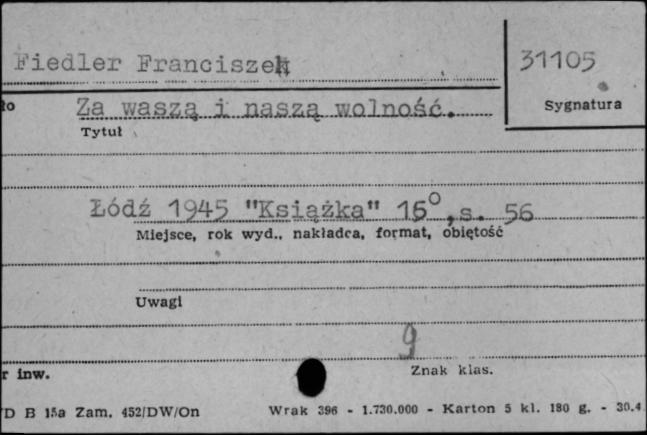 Fiedler Franciszek
31105
ło Za waszą i naszą wolność.
Sygnatura
Tytuł
Łódź 1945 "Książka" 16°, s. 56
Miejsce, rok wyd., nakładca, format, objętość
Uwagi
9
r inw.
Znak klas.
D B 15a Zam. 452/DW/On
Wrak 396 - 1.730.000 - Karton 5 kl. 180 g. - 30.4